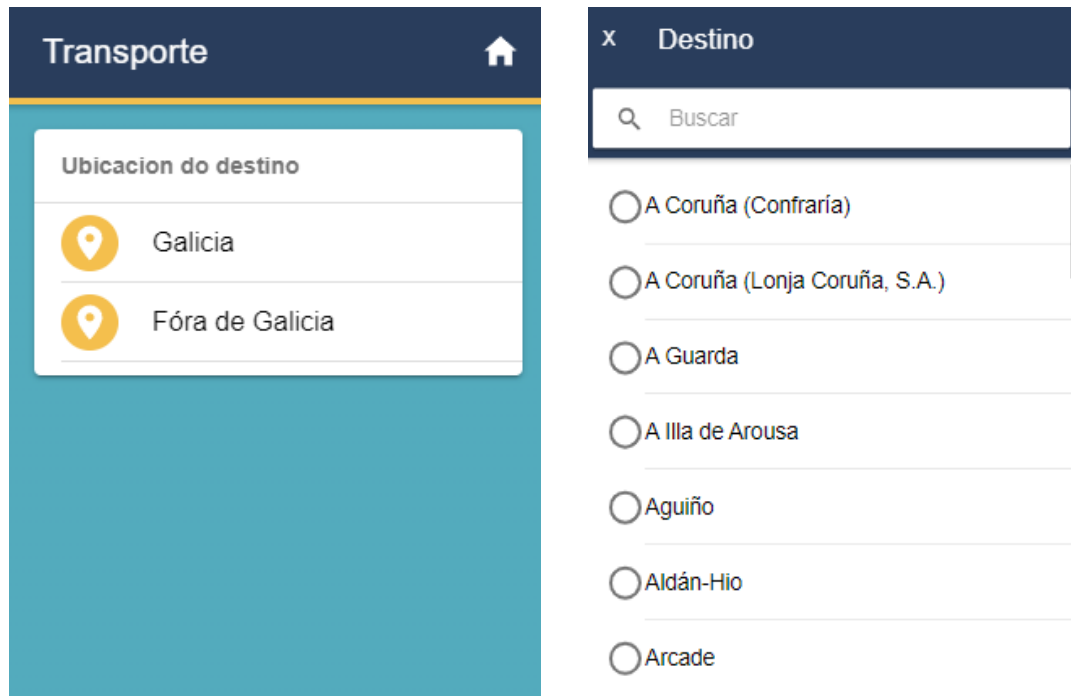 Transporte
Ubicacion do destino
Galicia
Fóra de Galicia
x Destino
Buscar
A Coruña (Confraría)
A Coruña (Lonja Coruña, S.A.)
A Guarda
A Illa de Arousa
Aguiño
Aldán-Hio
Arcade